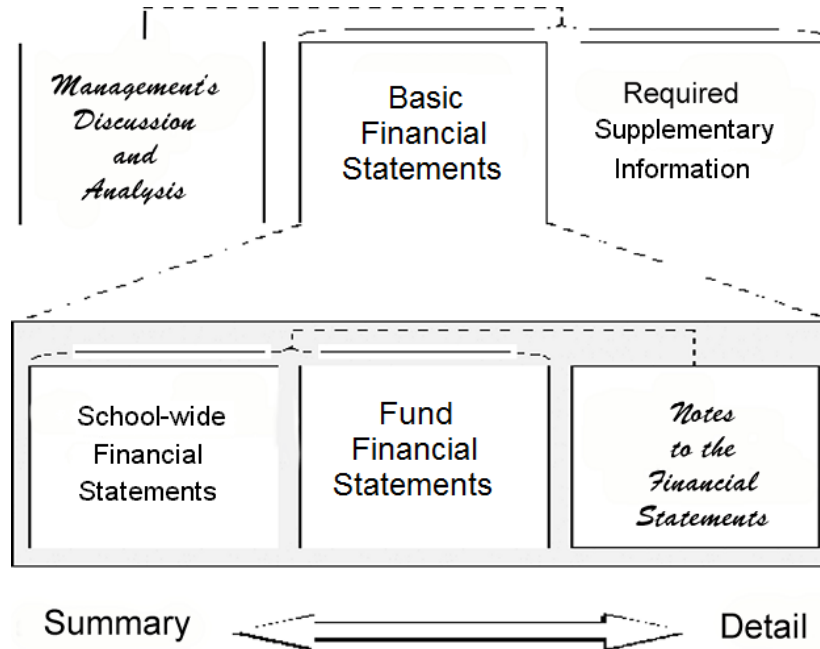 Management's
Discussion
and
Analysis
Basic
Financial
Statements
Required
Supplementary
Information
School-wide
Financial
Statements
Fund
Financial
Statements
Notes
to the
Financial
Statements
Summary
Detail